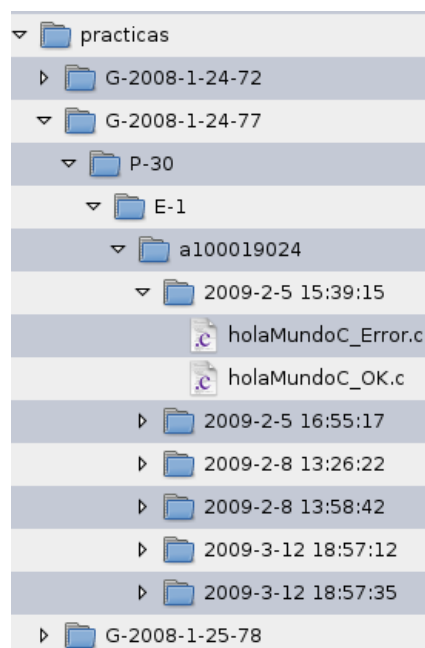 practicas
G-2008-1-24-72
G-2008-1-24-77
P-30
E-1
a100019024
2009-2-5 15:39:15
.c holaMundoC_Error.c
.c holaMundoC_OK.c
2009-2-5 16:55:17
2009-2-8 13:26:22
2009-2-8 13:58:42
2009-3-12 18:57:12
2009-3-12 18:57:35
G-2008-1-25-78